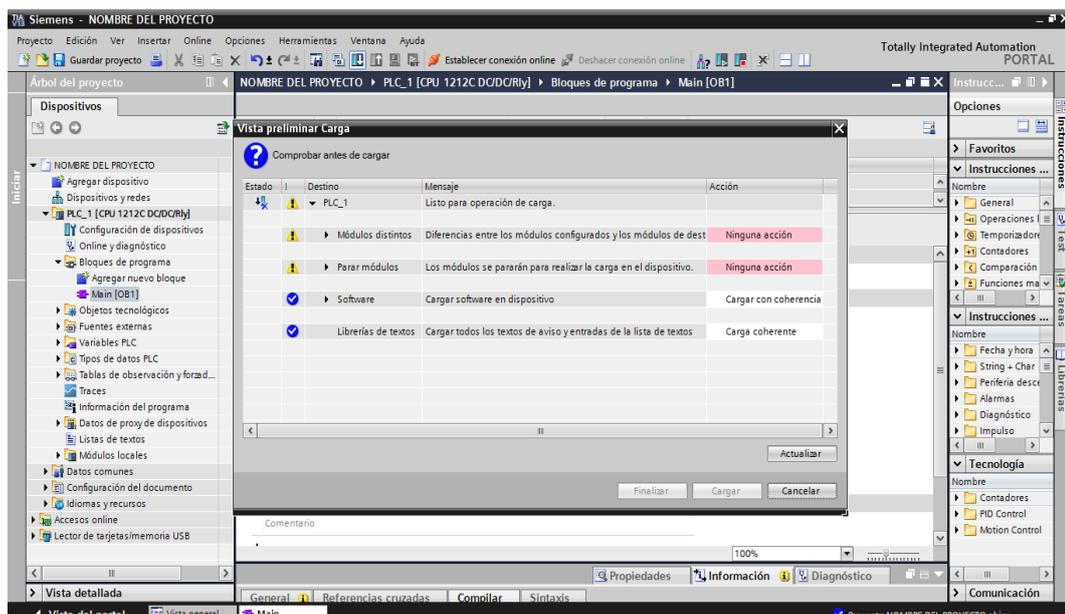 Siemens - NOMBRE DEL PROYECTO
Proyecto Edición Ver Insertar Online Opciones Herramientas Ventana Ayuda
Guardar proyecto Establecer conexión online Deshacer conexión online
Totally Integrated Automation
PORTAL
Árbol del proyecto
NOMBRE DEL PROYECTO PLC_1 [CPU 1212C DC/DC/Rly] Bloques de programa Main [OB1]
Instrucc...
Dispositivos
Opciones
Iniciar
NOMBRE DEL PROYECTO
Agregar dispositivo
Dispositivos y redes
PLC_1 [CPU 1212C DC/DC/Rly]
Configuración de dispositivos
Online y diagnóstico
Bloques de programa
Agregar nuevo bloque
Main [OB1]
Objetos tecnológicos
Fuentes externas
Variables PLC
Tipos de datos PLC
Tablas de observación y forzad...
Traces
Información del programa
Datos de proxy de dispositivos
Listas de textos
Módulos locales
Datos comunes
Configuración del documento
Idiomas y recursos
Accesos online
Lector de tarjetas/memoria USB
Vista detallada
Vista preliminar Carga
Comprobar antes de cargar
Estado ! Destino Mensaje Acción
PLC_1 Listo para operación de carga.
Módulos distintos Diferencias entre los módulos configurados y los módulos de dest Ninguna acción
Parar módulos Los módulos se pararán para realizar la carga en el dispositivo. Ninguna acción
Software Cargar software en dispositivo Cargar con coherencia
Librerías de textos Cargar todos los textos de aviso y entradas de la lista de textos Carga coherente
Actualizar
Finalizar Cargar Cancelar
Comentario
100%
Propiedades Información Diagnóstico
General Referencias cruzadas Compilar Sintaxis
Favoritos
Instrucciones ...
Nombre
General
Operaciones l
Temporizadore
Contadores
Comparación
Funciones ma
Instrucciones ...
Nombre
Fecha y hora
String + Char
Periferia desce
Alarmas
Diagnóstico
Impulso
Tecnología
Nombre
Contadores
PID Control
Motion Control
Comunicación
Instrucciones
Test
Tareas
Librerías
Vista del portal Vista general Main
Proyecto NOMBRE DEL PROYECTO